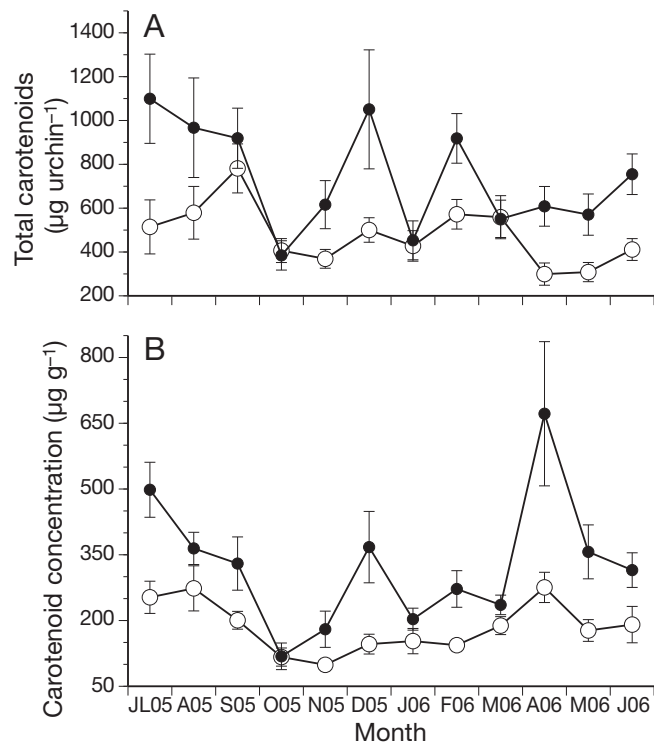 A
1400
1200
1000
800
600
400
200
Total carotenoids
(µg urchin⁻¹)
B
800
650
500
350
200
50
Carotenoid concentration (µg g⁻¹)
JL05 A05 S05 O05 N05 D05 J06 F06 M06 A06 M06 J06
Month